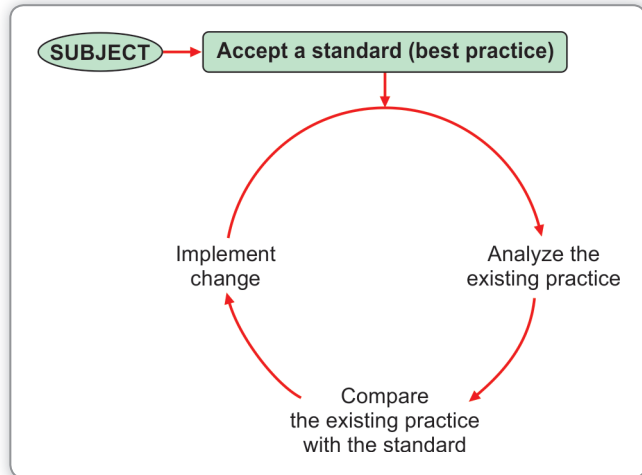 SUBJECT
Accept a standard (best practice)
Implement
change
Analyze the
existing practice
Compare
the existing practice
with the standard